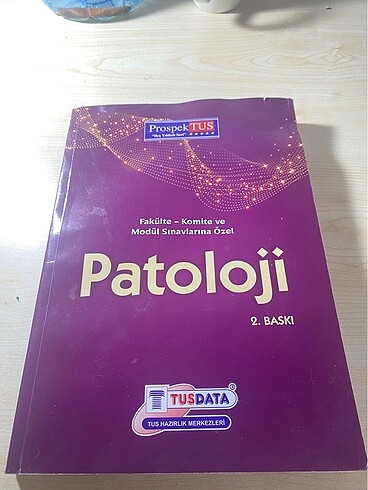 ProspekTUS
Fakülte - Komite ve
Modül Sınavlarına Özel
Patoloji
2. BASKI
TUSDATA
TUS HAZIRLIK MERKEZLERİ